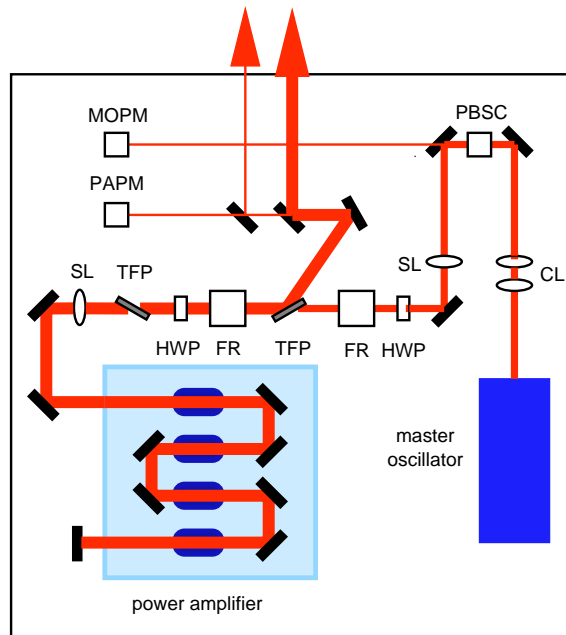 PBSC
MOPM
PAPM
SL
CL
SL
TFP
HWP
FR
TFP
FR
HWP
master
oscillator
power amplifier